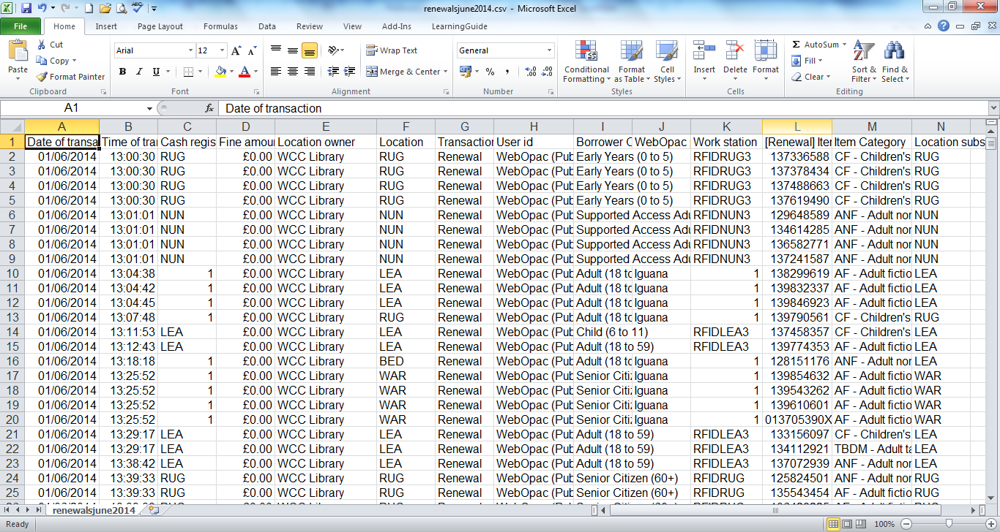 renewalsjune2014.csv - Microsoft Excel
File Home Insert Page Layout Formulas Data Review View Add-Ins LearningGuide
Paste Cut Arial 12 Wrap Text General Conditional Formatting Format as Table Cell Styles Insert Delete Format AutoSum Sort & Filter Find & Select
Copy B I U Merge & Center % , Fill
Format Painter Clear
Clipboard Font Alignment Number Styles Cells Editing
A1 fx Date of transaction
A B C D E F G H I J K L M N
1 Date of transa Time of tra Cash regis Fine amou Location owner Location Transaction User id Borrower C WebOpac Work station [Renewal] Iter Item Category Location subs
2 01/06/2014 13:00:30 RUG £0.00 WCC Library RUG Renewal WebOpac (Pub Early Years (0 to 5) RFIDRUG3 137336588 CF - Children's RUG
3 01/06/2014 13:00:30 RUG £0.00 WCC Library RUG Renewal WebOpac (Pub Early Years (0 to 5) RFIDRUG3 137378434 CF - Children's RUG
4 01/06/2014 13:00:30 RUG £0.00 WCC Library RUG Renewal WebOpac (Pub Early Years (0 to 5) RFIDRUG3 137488663 CF - Children's RUG
5 01/06/2014 13:00:30 RUG £0.00 WCC Library RUG Renewal WebOpac (Pub Early Years (0 to 5) RFIDRUG3 137619490 CF - Children's RUG
6 01/06/2014 13:01:01 NUN £0.00 WCC Library NUN Renewal WebOpac (Pub Supported Access Adu RFIDNUN3 129648589 ANF - Adult nor NUN
7 01/06/2014 13:01:01 NUN £0.00 WCC Library NUN Renewal WebOpac (Pub Supported Access Adu RFIDNUN3 134614285 ANF - Adult nor NUN
8 01/06/2014 13:01:01 NUN £0.00 WCC Library NUN Renewal WebOpac (Pub Supported Access Adu RFIDNUN3 136582771 ANF - Adult nor NUN
9 01/06/2014 13:01:01 NUN £0.00 WCC Library NUN Renewal WebOpac (Pub Supported Access Adu RFIDNUN3 137241587 ANF - Adult nor NUN
10 01/06/2014 13:04:38 1 £0.00 WCC Library LEA Renewal WebOpac (Pub Adult (18 to Iguana 1 138299619 AF - Adult fictio LEA
11 01/06/2014 13:04:42 1 £0.00 WCC Library LEA Renewal WebOpac (Pub Adult (18 to Iguana 1 139832337 AF - Adult fictio LEA
12 01/06/2014 13:04:45 1 £0.00 WCC Library LEA Renewal WebOpac (Pub Adult (18 to Iguana 1 139846923 AF - Adult fictio LEA
13 01/06/2014 13:07:48 1 £0.00 WCC Library RUG Renewal WebOpac (Pub Adult (18 to Iguana 1 139790561 CF - Children's RUG
14 01/06/2014 13:11:53 LEA £0.00 WCC Library LEA Renewal WebOpac (Pub Child (6 to 11) RFIDLEA3 137458357 CF - Children's LEA
15 01/06/2014 13:12:43 LEA £0.00 WCC Library LEA Renewal WebOpac (Pub Adult (18 to 59) RFIDLEA3 139774353 AF - Adult fictio LEA
16 01/06/2014 13:18:18 1 £0.00 WCC Library BED Renewal WebOpac (Pub Adult (18 to Iguana 1 128151176 ANF - Adult nor LEA
17 01/06/2014 13:25:52 1 £0.00 WCC Library WAR Renewal WebOpac (Pub Senior Citiz Iguana 1 139854632 AF - Adult fictio WAR
18 01/06/2014 13:25:52 1 £0.00 WCC Library WAR Renewal WebOpac (Pub Senior Citiz Iguana 1 139543262 AF - Adult fictio WAR
19 01/06/2014 13:25:52 1 £0.00 WCC Library WAR Renewal WebOpac (Pub Senior Citiz Iguana 1 139610601 AF - Adult fictio WAR
20 01/06/2014 13:25:52 1 £0.00 WCC Library WAR Renewal WebOpac (Pub Senior Citiz Iguana 1 013705390X AF - Adult fictio WAR
21 01/06/2014 13:29:17 LEA £0.00 WCC Library LEA Renewal WebOpac (Pub Adult (18 to 59) RFIDLEA3 133156097 CF - Children's LEA
22 01/06/2014 13:29:17 LEA £0.00 WCC Library LEA Renewal WebOpac (Pub Adult (18 to 59) RFIDLEA3 134112921 TBDM - Adult ta LEA
23 01/06/2014 13:38:42 LEA £0.00 WCC Library LEA Renewal WebOpac (Pub Adult (18 to 59) RFIDLEA3 137072939 ANF - Adult nor LEA
24 01/06/2014 13:39:33 RUG £0.00 WCC Library RUG Renewal WebOpac (Pub Senior Citizen (60+) RFIDRUG 125824501 ANF - Adult nor RUG
25 01/06/2014 13:39:33 RUG £0.00 WCC Library RUG Renewal WebOpac (Pub Senior Citizen (60+) RFIDRUG 135543454 AF - Adult fictio RUG
renewalsjune2014
Ready 100%